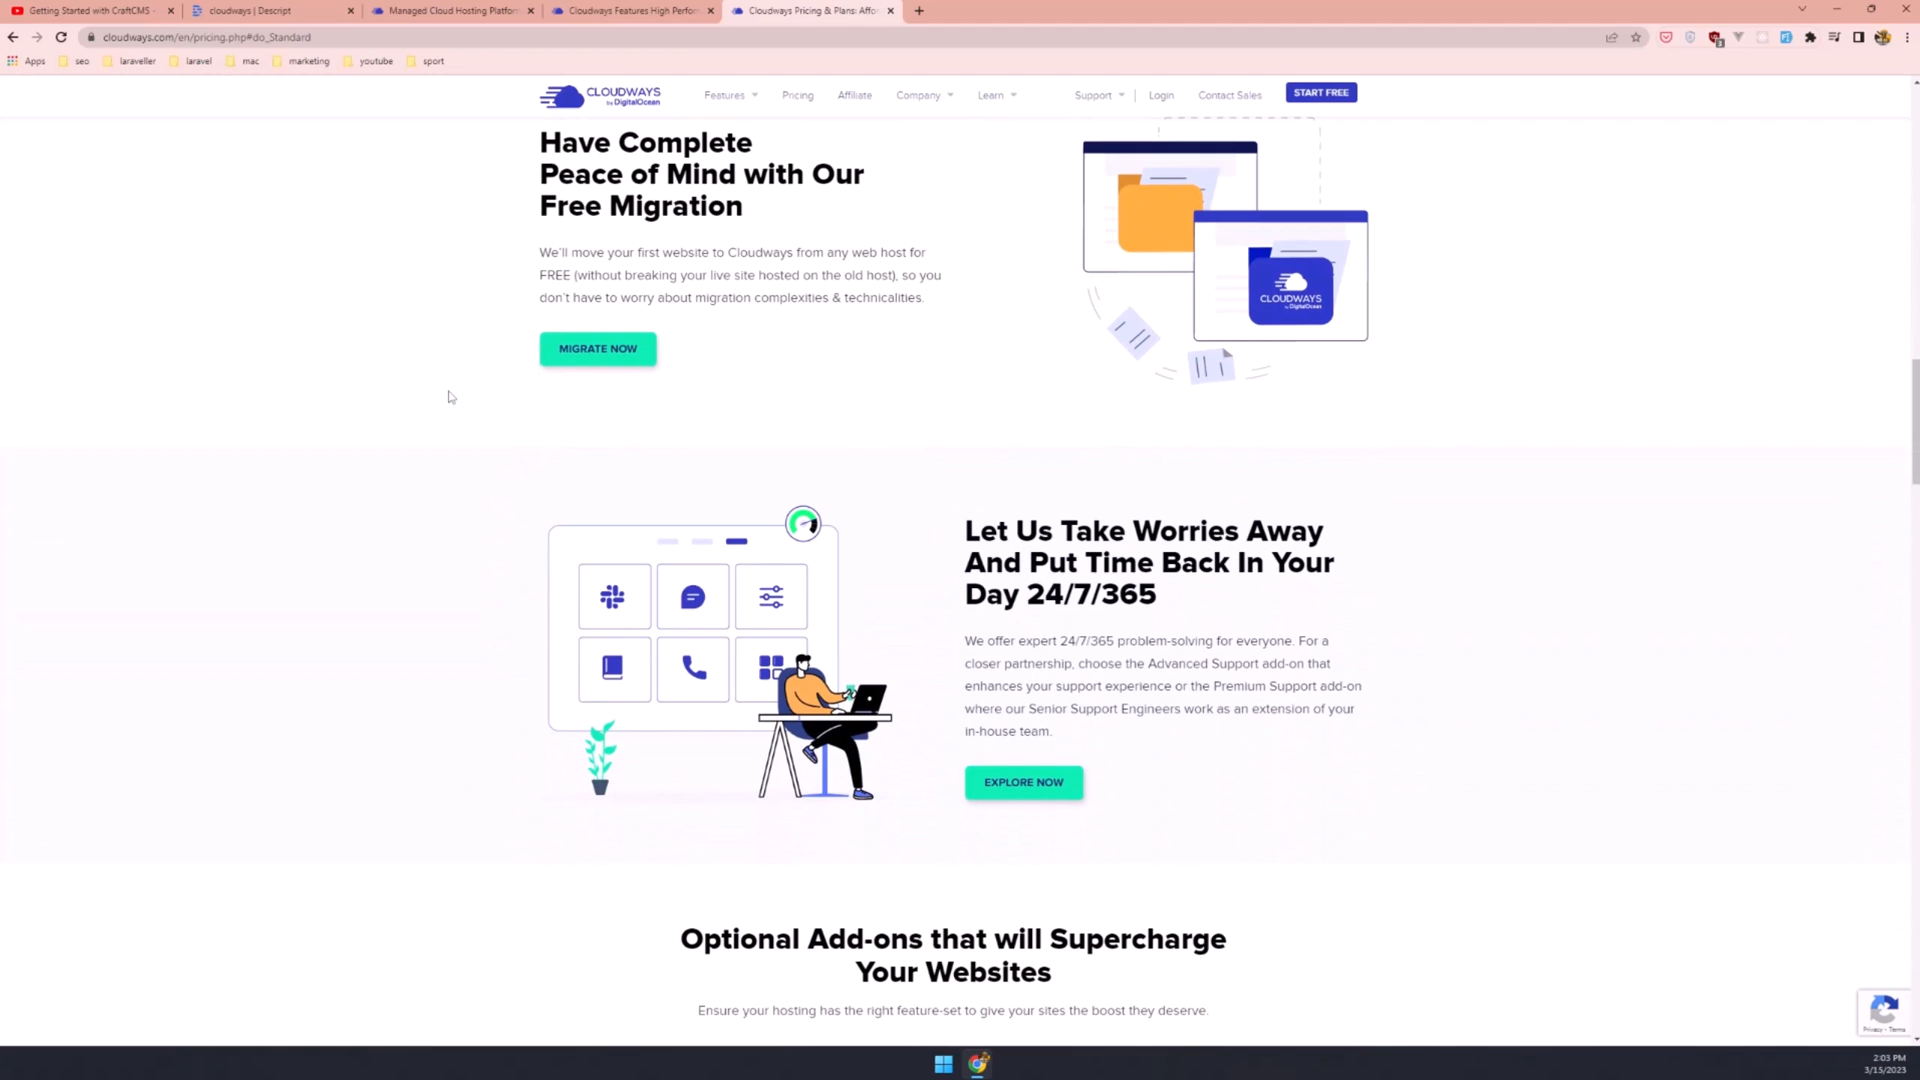 Getting Started with CraftCMS -
cloudways | Descript
Managed Cloud Hosting Platfor
Cloudways Features High Perfor
Cloudways Pricing & Plans: Affo
cloudways.com/en/pricing.php#do_Standard
Apps
seo
laraveller
laravel
mac
marketing
youtube
sport
CLOUDWAYS
by DigitalOcean
Features
Pricing
Affiliate
Company
Learn
Support
Login
Contact Sales
START FREE
Have Complete
Peace of Mind with Our
Free Migration
We'll move your first website to Cloudways from any web host for
FREE (without breaking your live site hosted on the old host), so you
don't have to worry about migration complexities & technicalities.
MIGRATE NOW
CLOUDWAYS
by DigitalOcean
Let Us Take Worries Away
And Put Time Back In Your
Day 24/7/365
We offer expert 24/7/365 problem-solving for everyone. For a
closer partnership, choose the Advanced Support add-on that
enhances your support experience or the Premium Support add-on
where our Senior Support Engineers work as an extension of your
in-house team.
EXPLORE NOW
Optional Add-ons that will Supercharge
Your Websites
Ensure your hosting has the right feature-set to give your sites the boost they deserve.
Privacy - Terms
2:03 PM
3/15/2023